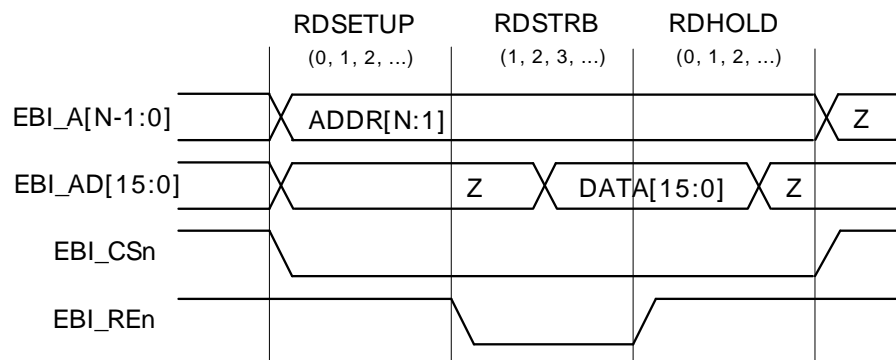 RDSETUP RDSTRB RDHOLD
(0, 1, 2, ...) (1, 2, 3, ...) (0, 1, 2, ...)
EBI_A[N-1:0] ADDR[N:1] Z
EBI_AD[15:0] Z DATA[15:0] Z
EBI_CSn
EBI_REn